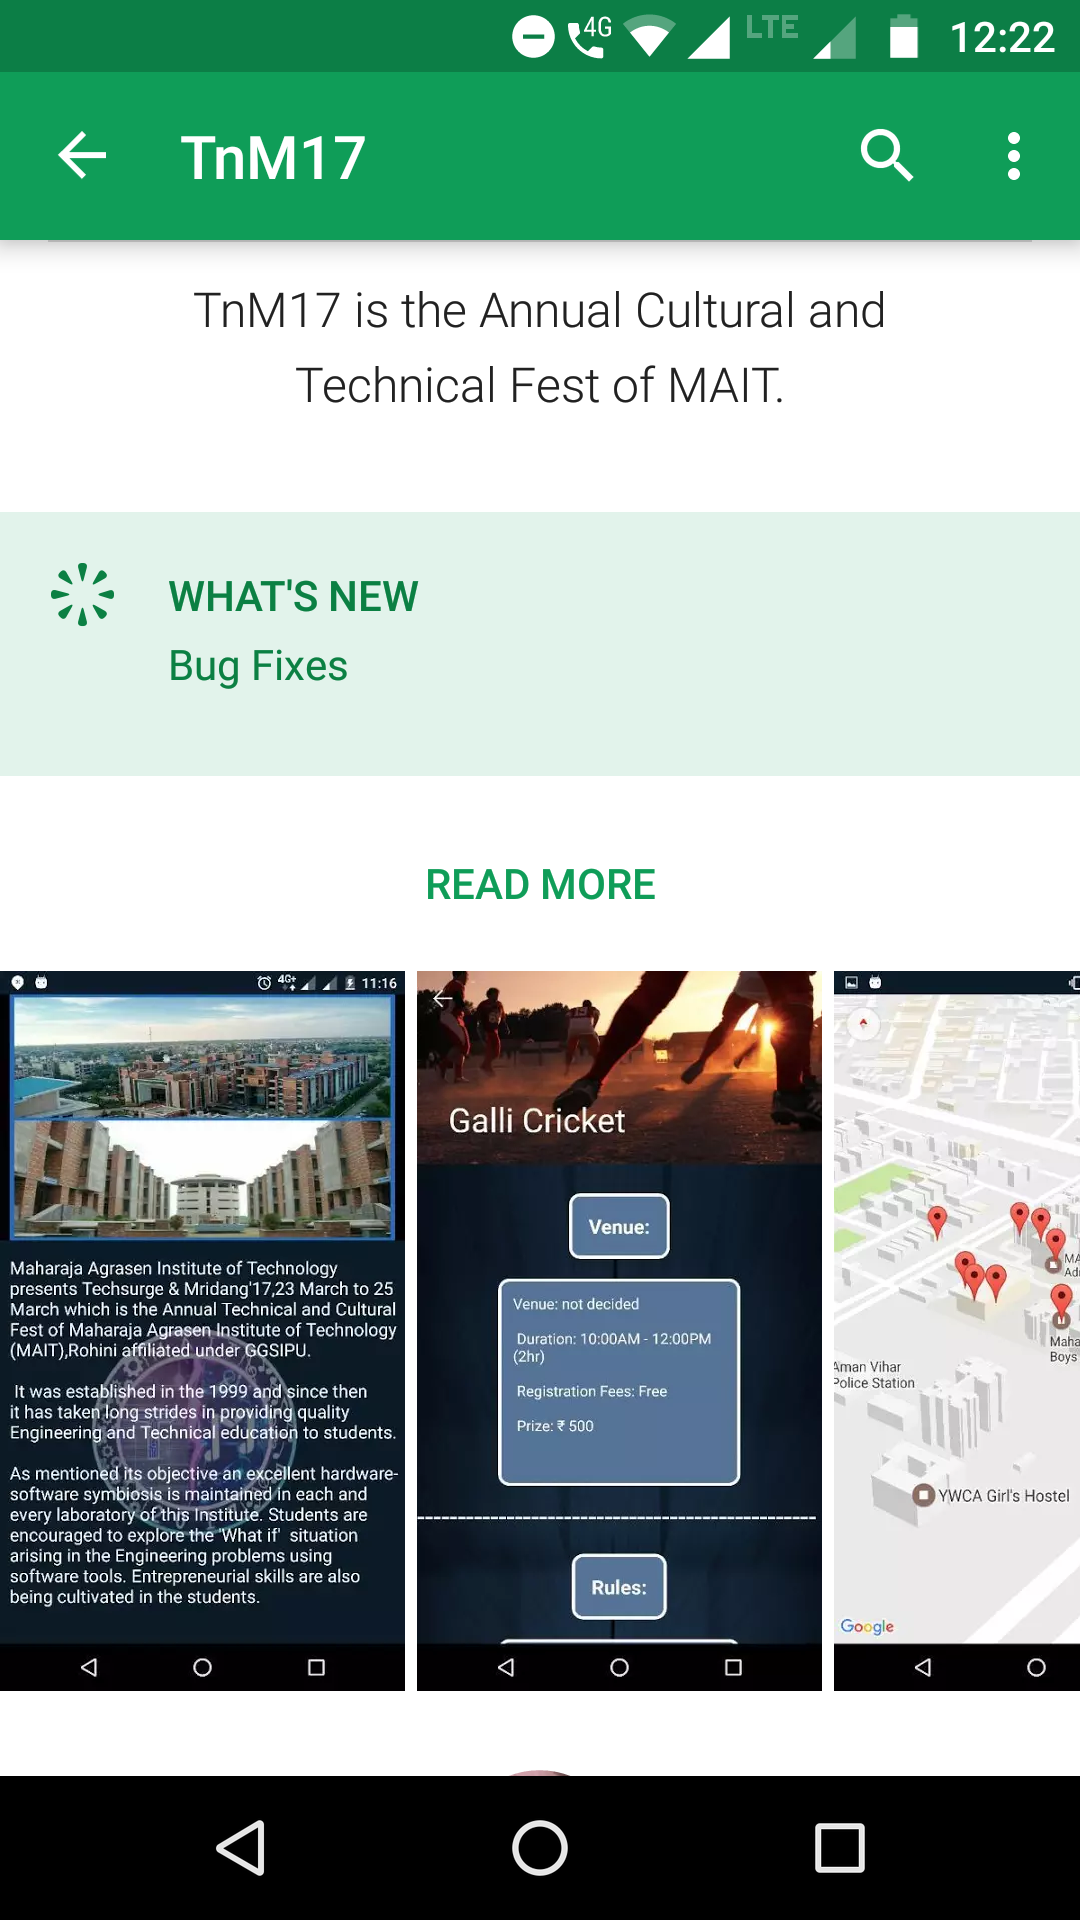 4G LTE 12:22
TnM17
TnM17 is the Annual Cultural and
Technical Fest of MAIT.
WHAT'S NEW
Bug Fixes
READ MORE
4G+ 11:16
Maharaja Agrasen Institute of Technology
presents Techsurge & Mridang'17,23 March to 25
March which is the Annual Technical and Cultural
Fest of Maharaja Agrasen Institute of Technology
(MAIT),Rohini affiliated under GGSIPU.
It was established in the 1999 and since then
it has taken long strides in providing quality
Engineering and Technical education to students.
As mentioned its objective an excellent hardware-
software symbiosis is maintained in each and
every laboratory of this Institute. Students are
encouraged to explore the 'What if' situation
arising in the Engineering problems using
software tools. Entrepreneurial skills are also
being cultivated in the students.
Galli Cricket
Venue:
Venue: not decided
Duration: 10:00AM - 12:00PM
(2hr)
Registration Fees: Free
Prize: ₹ 500
Rules:
MA
Adi
Maha
Boys
Aman Vihar
Police Station
YWCA Girl's Hostel
Google